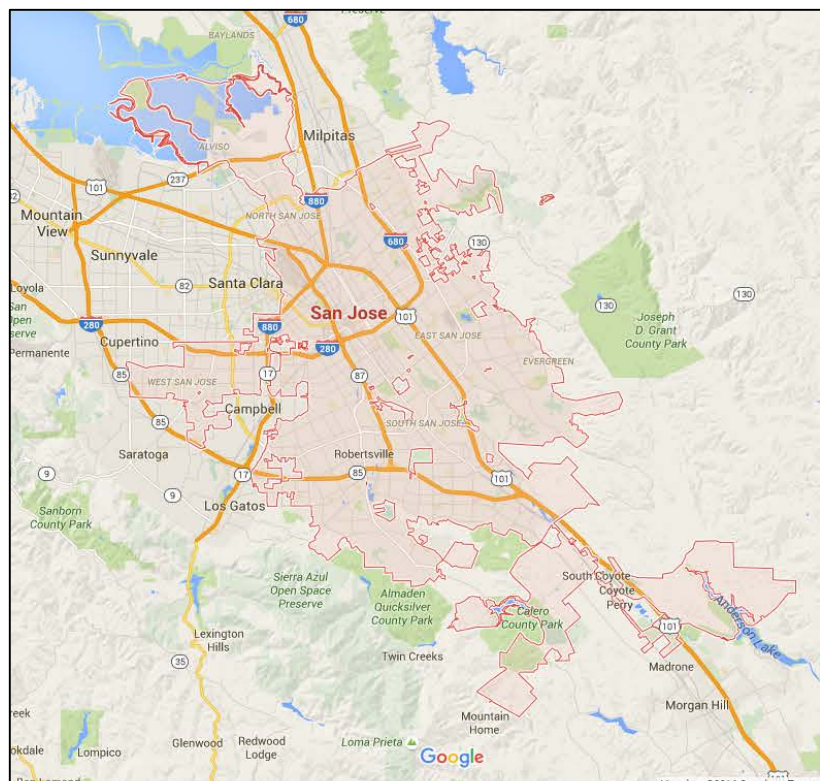 680
Preserve
BAYLANDS
ALVISO
Milpitas
237
101
880
Mountain
View
NORTH SAN JOSE
680
130
Sunnyvale
82
Santa Clara
Loyola
San
Open
serve
130
130
San Jose
101
Joseph
D. Grant
County Park
280
880
Cupertino
280
EAST SAN JOSE
Permanente
EVERGREEN
85
WEST SAN JOSE
17
87
Campbell
85
SOUTH SAN JOSE
Saratoga
Robertsville
9
17
85
101
9
Los Gatos
Sanborn
County Park
Sierra Azul
Open Space
Preserve
Almaden
Quicksilver
County Park
South Coyote
Coyote
Perry
Calero
County Park
101
Anderson Lake
Lexington
Hills
35
Twin Creeks
Madrone
Morgan Hill
Mountain
Home
reek
Glenwood
Redwood
Lodge
Loma Prieta
Google
okdale
Lompico